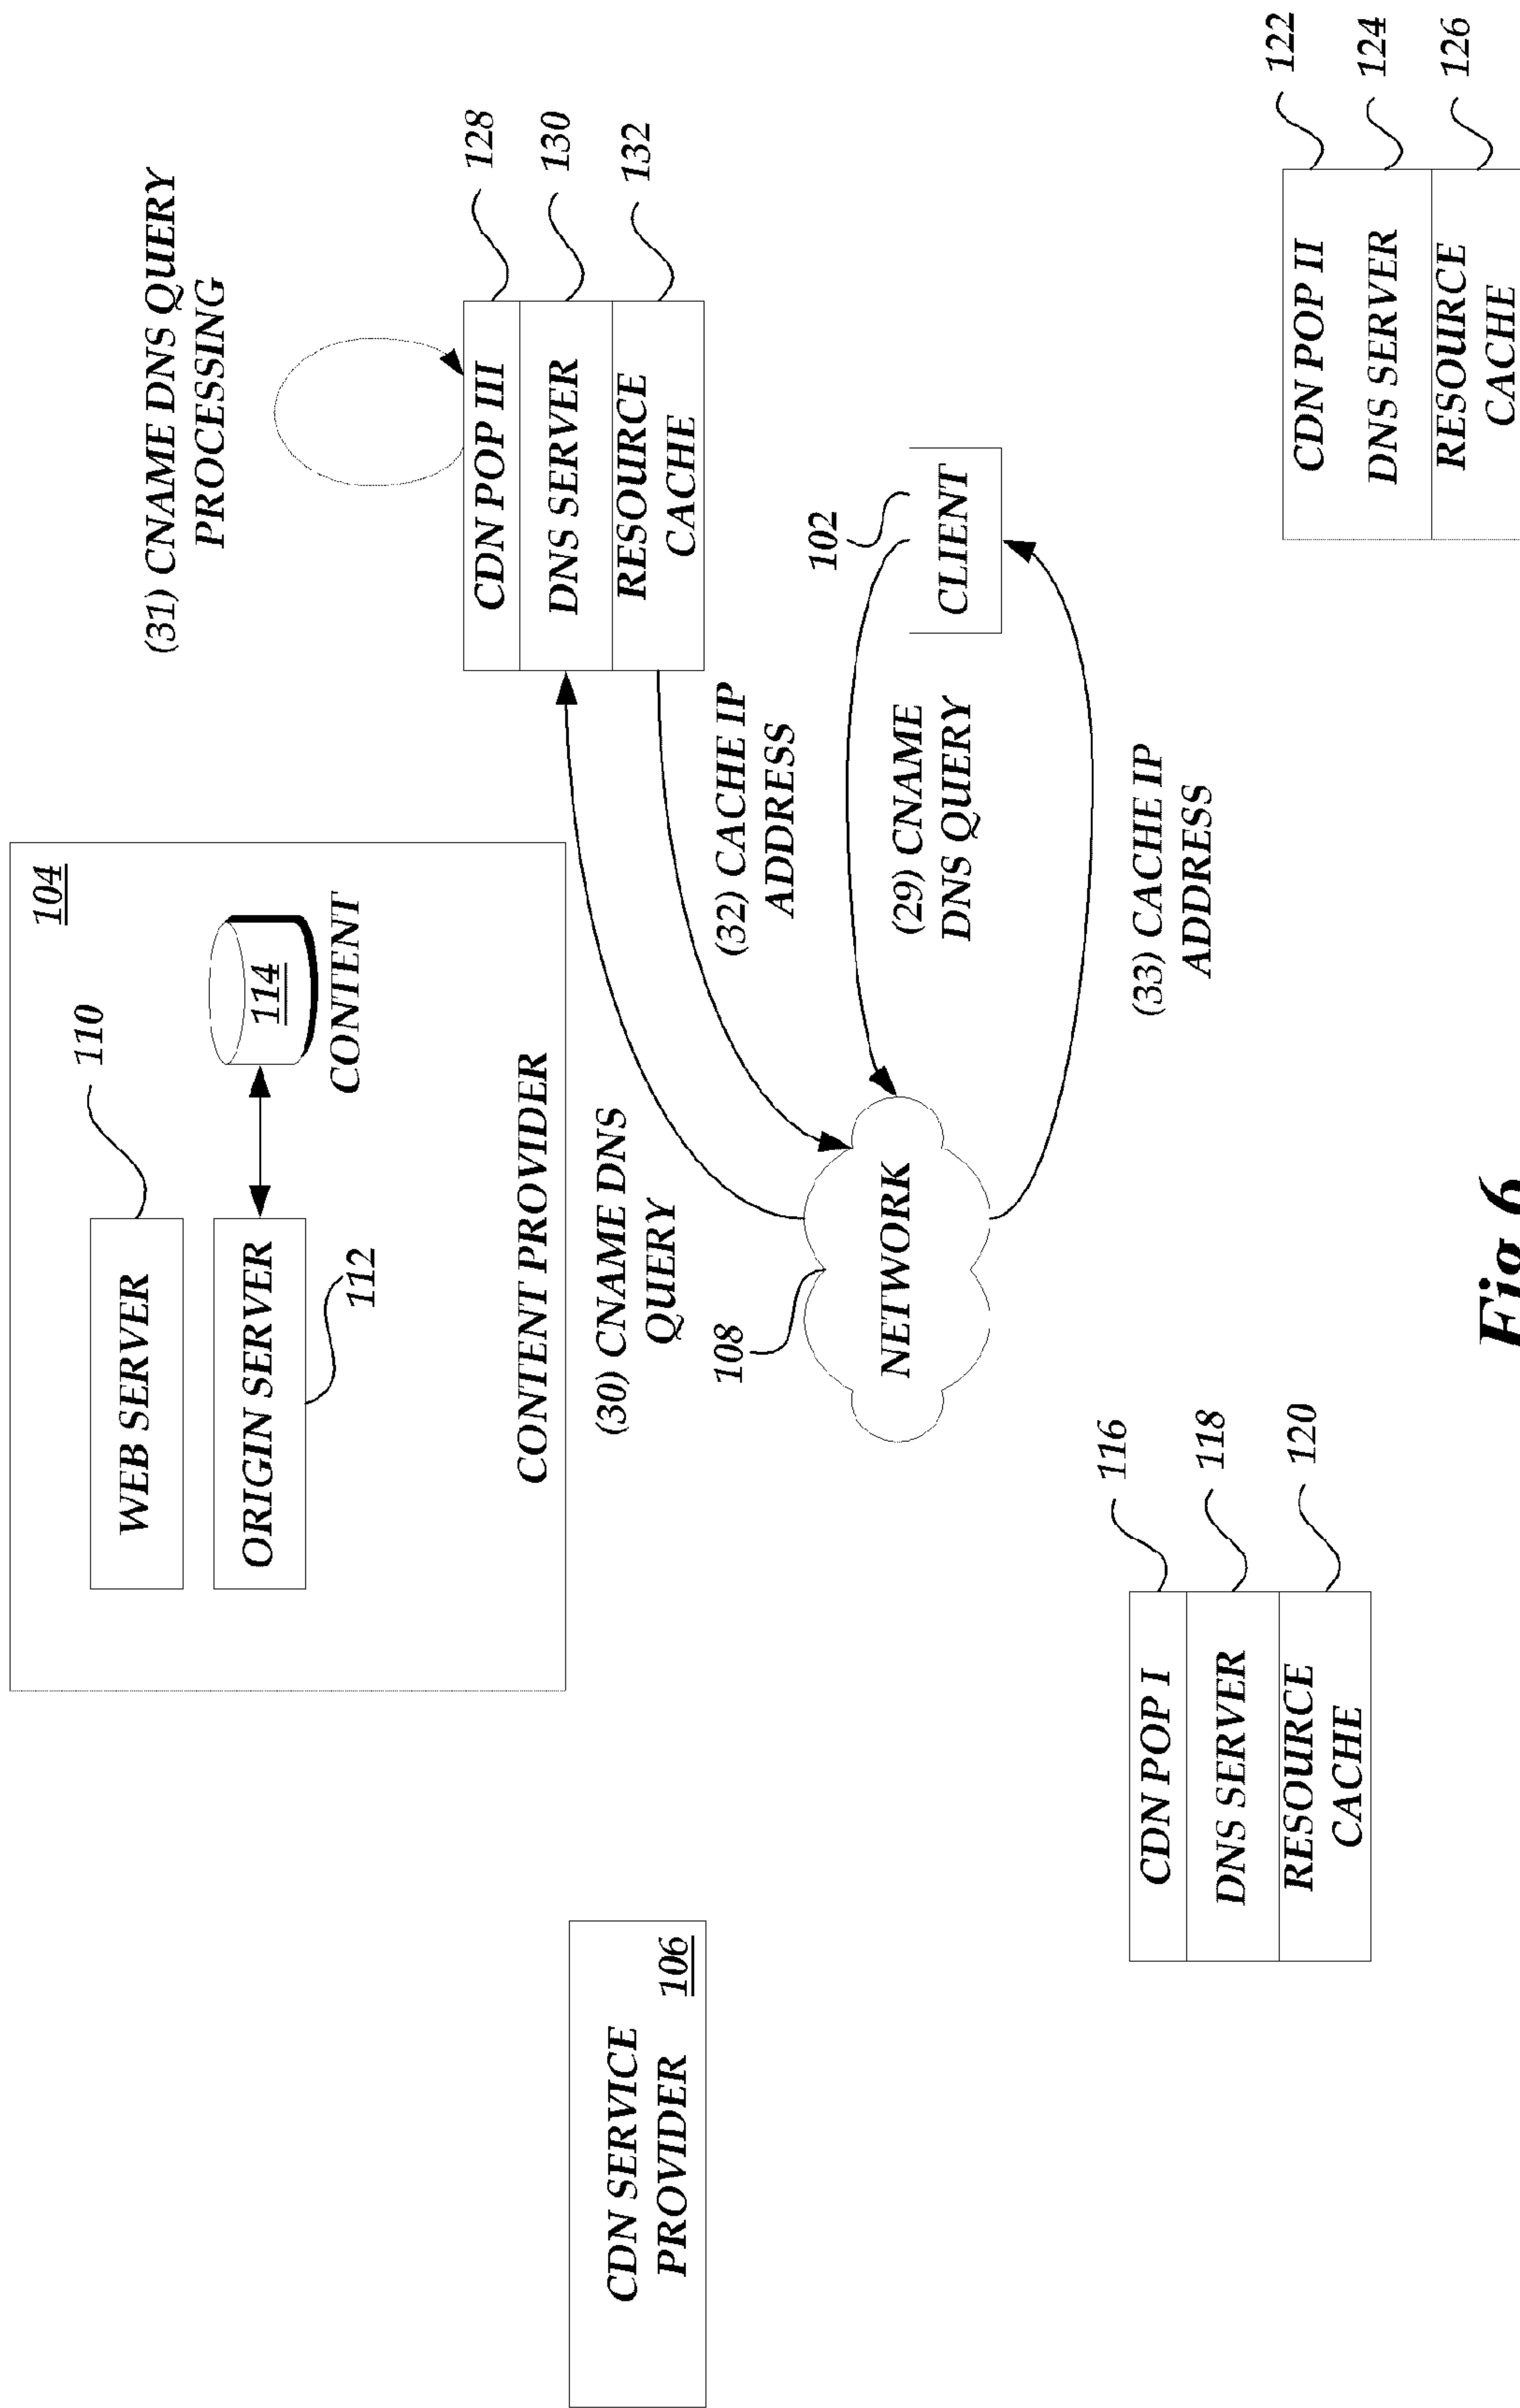 104
110
WEB SERVER
ORIGIN SERVER
112
114
CONTENT
CONTENT PROVIDER
(31) CNAME DNS QUERY
PROCESSING
CDN POP III
DNS SERVER
RESOURCE
CACHE
128
130
132
CDN SERVICE
PROVIDER
106
(30) CNAME DNS
QUERY
108
NETWORK
(32) CACHE IP
ADDRESS
(29) CNAME
DNS QUERY
102
CLIENT
(33) CACHE IP
ADDRESS
CDN POP I
DNS SERVER
RESOURCE
CACHE
116
118
120
CDN POP II
DNS SERVER
RESOURCE
CACHE
122
124
126
Fig.6.